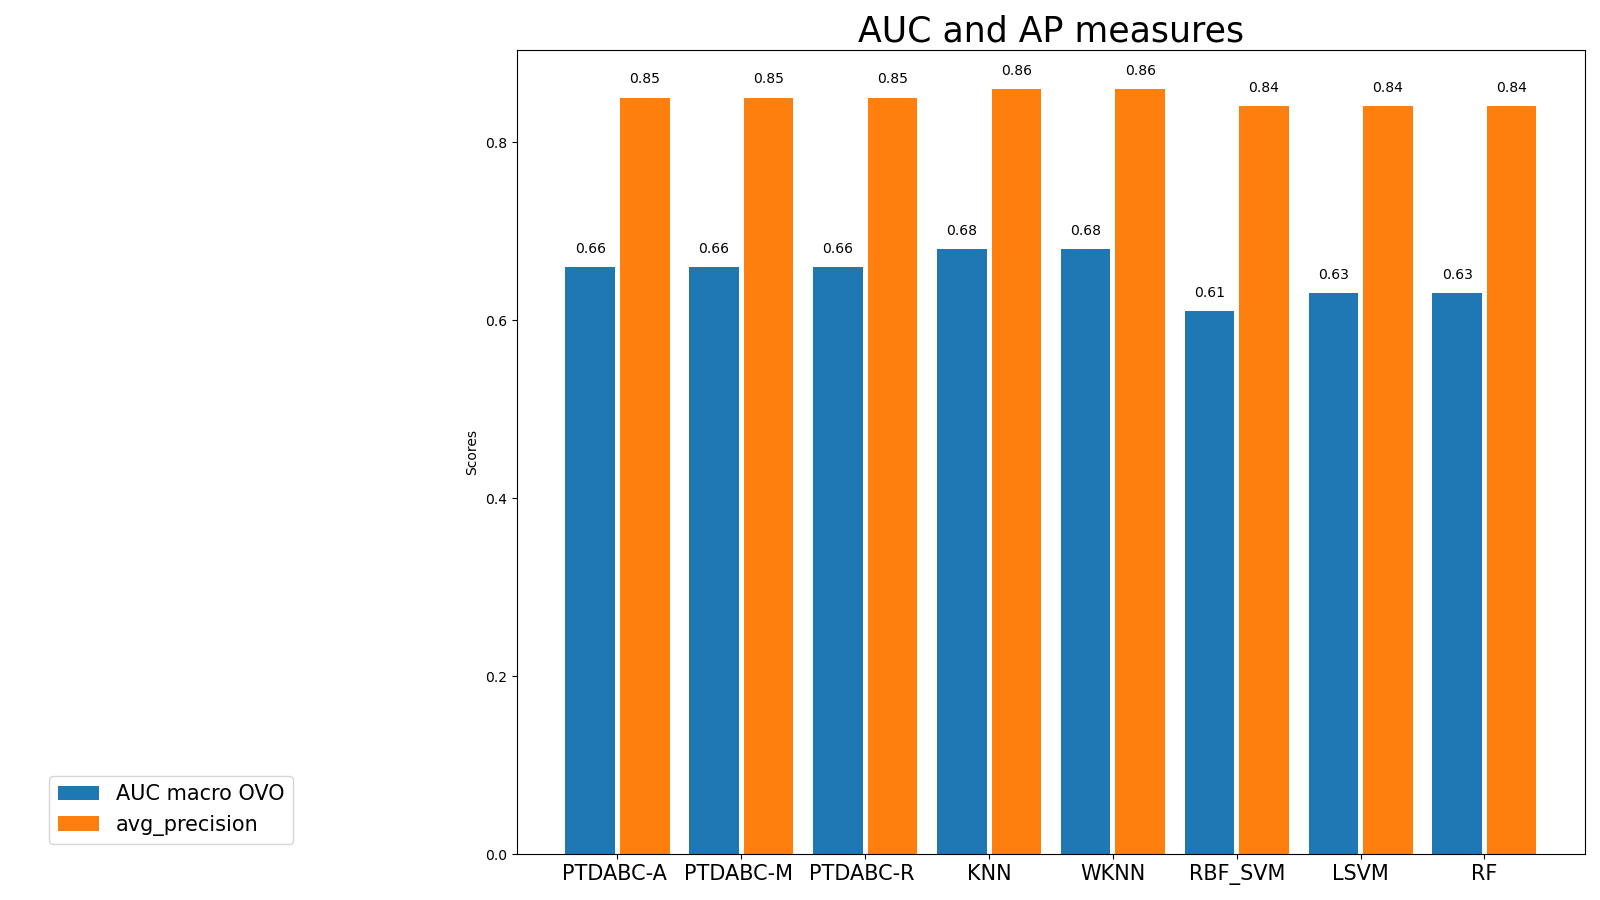 AUC and AP measures
0.85 0.85 0.85 0.86 0.86 0.84 0.84 0.84
0.66 0.66 0.66 0.68 0.68 0.61 0.63 0.63
0.8
0.6
Scores
0.4
0.2
0.0
PTDABC-A PTDABC-M PTDABC-R KNN WKNN RBF_SVM LSVM RF
AUC macro OVO
avg_precision